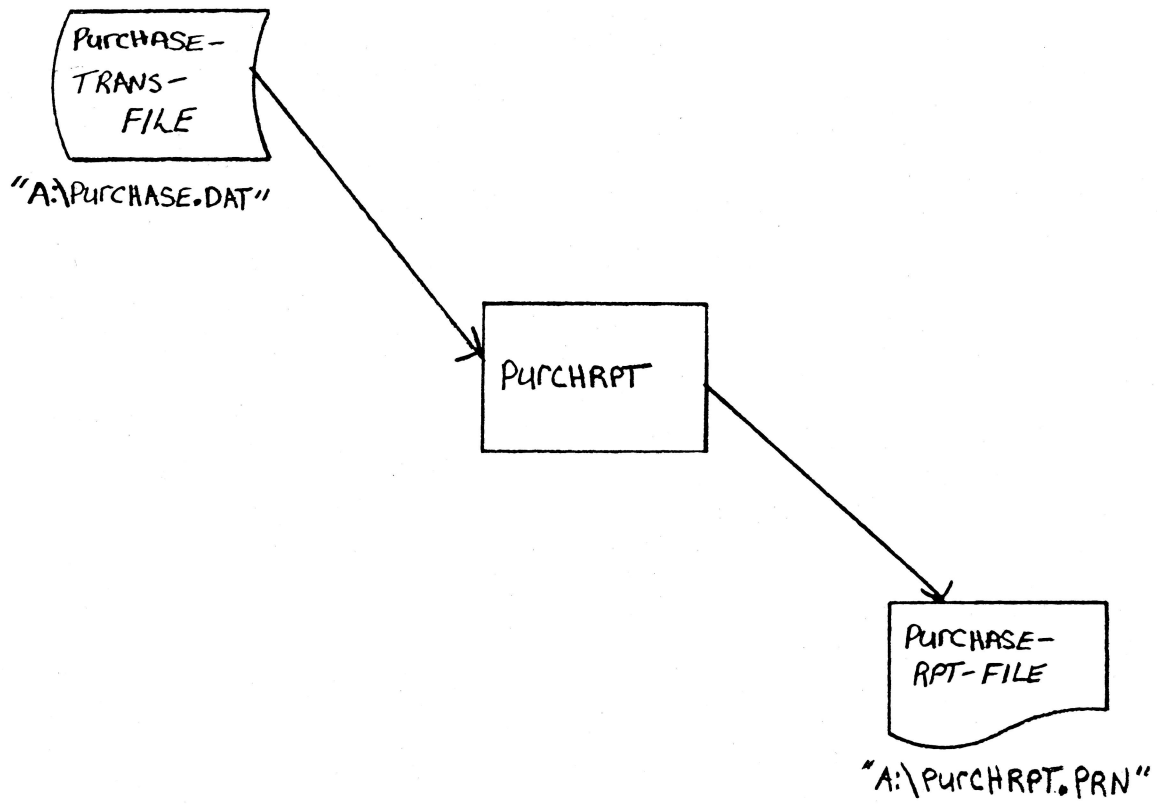 PURCHASE-
TRANS-
FILE
"A:\PURCHASE.DAT"
PURCHRPT
PURCHASE-
RPT-FILE
"A:\PURCHRPT.PRN"